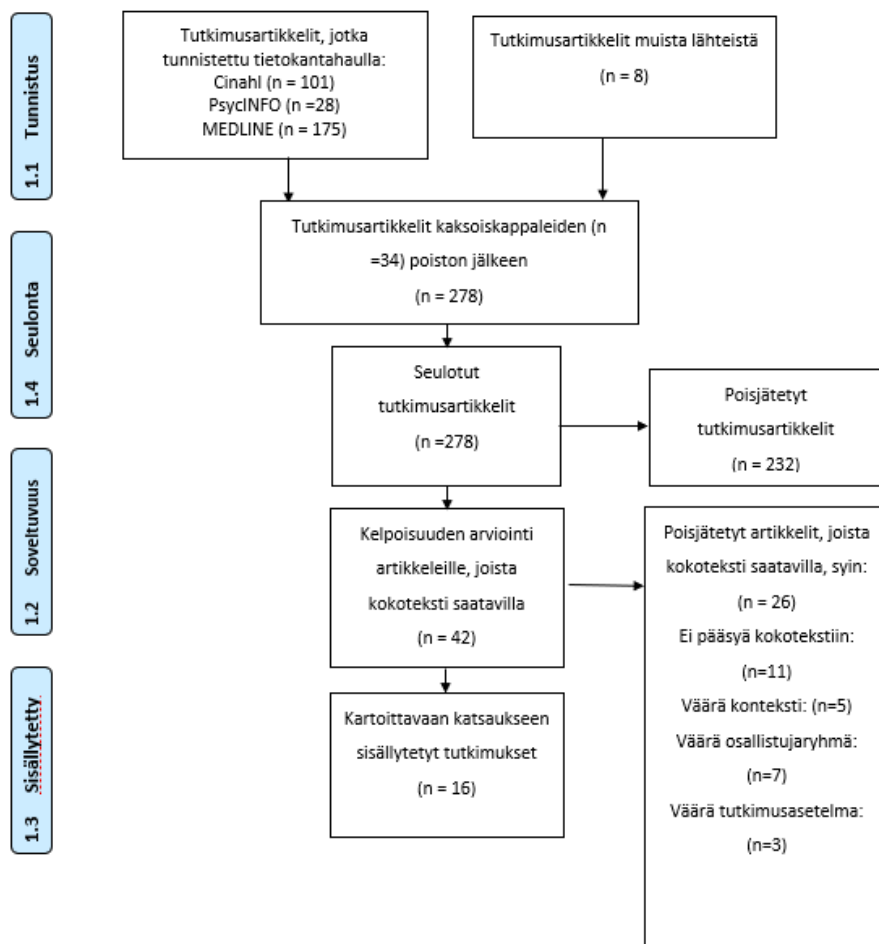 1.1 Tunnistus
Tutkimusartikkelit, jotka
tunnistettu tietokantahaulla:
Cinahl (n = 101)
PsycINFO (n =28)
MEDLINE (n = 175)
Tutkimusartikkelit muista lähteistä
(n = 8)
Tutkimusartikkelit kaksoiskappaleiden (n
=34) poiston jälkeen
(n = 278)
1.4 Seulonta
Seulotut
tutkimusartikkelit
(n =278)
Poisjätetyt
tutkimusartikkelit
(n = 232)
1.2 Soveltuvuus
Kelpoisuuden arviointi
artikkeleille, joista
kokoteksti saatavilla
(n = 42)
Poisjätetyt artikkelit, joista
kokoteksti saatavilla, syin:
(n = 26)
Ei pääsyä kokotekstiin:
(n=11)
Väärä konteksti: (n=5)
Väärä osallistujaryhmä:
(n=7)
Väärä tutkimusasetelma:
(n=3)
1.3 Sisällytetty
Kartoittavaan katsaukseen
sisällytetyt tutkimukset
(n = 16)